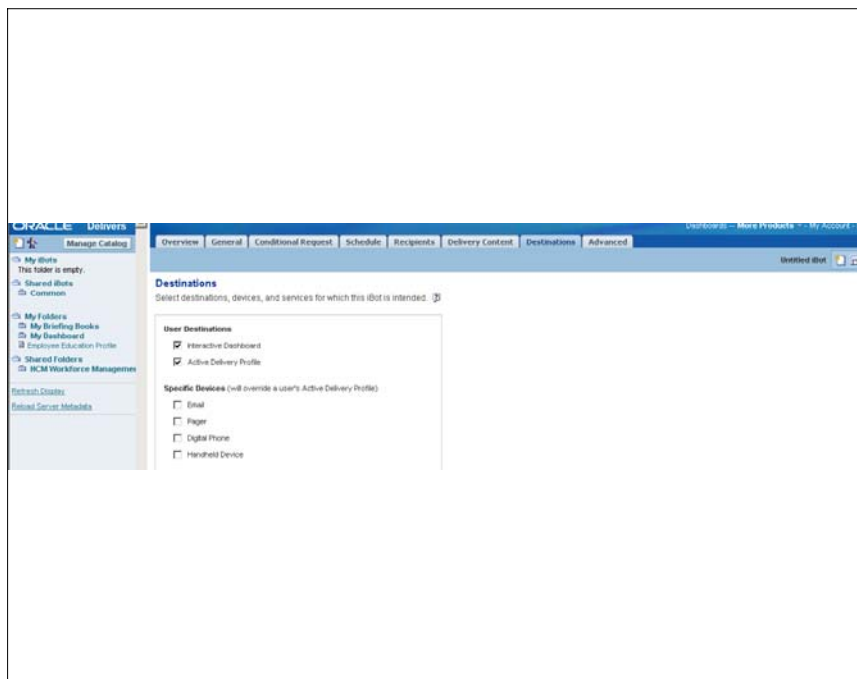 ORACLE Delivers
Dashboards - More Products - My Account -
Manage Catalog
Overview General Conditional Request Schedule Recipients Delivery Content Destinations Advanced
Untitled iBot
My iBots
This folder is empty.
Shared iBots
Common
My Folders
My Briefing Books
My Dashboard
Employee Education Profile
Shared Folders
HCM Workforce Managemen
Refresh Display
Reload Server Metadata
Destinations
Select destinations, devices, and services for which this iBot is intended.
User Destinations
Interactive Dashboard
Active Delivery Profile
Specific Devices (will override a user's Active Delivery Profile)
Email
Pager
Digital Phone
Handheld Device